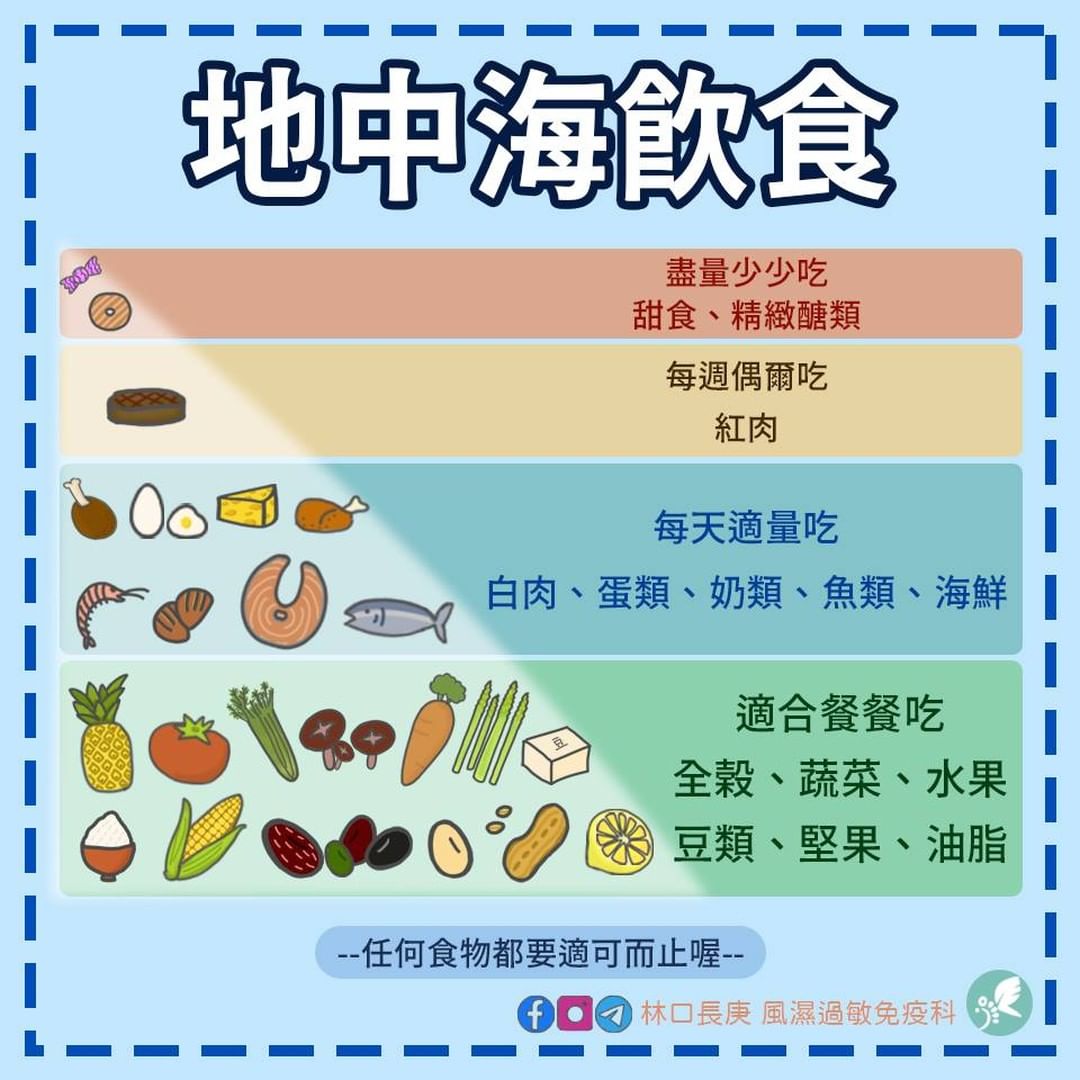 地中海飲食
盡量少少吃
甜食、精緻醣類
每週偶爾吃
紅肉
每天適量吃
白肉、蛋類、奶類、魚類、海鮮
適合餐餐吃
全穀、蔬菜、水果
豆類、堅果、油脂
豆
--任何食物都要適可而止喔--
林口長庚 風濕過敏免疫科